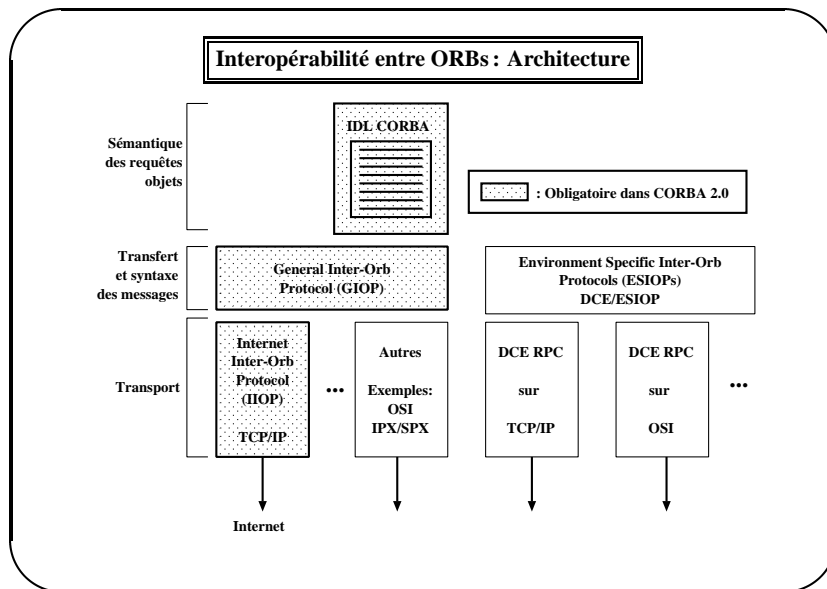 Interopérabilité entre ORBs : Architecture
Sémantique
des requêtes
objets
IDL CORBA
: Obligatoire dans CORBA 2.0
Transfert
et syntaxe
des messages
General Inter-Orb
Protocol (GIOP)
Environment Specific Inter-Orb
Protocols (ESIOPs)
DCE/ESIOP
Transport
Internet
Inter-Orb
Protocol
(IIOP)
TCP/IP
...
Autres
Exemples:
OSI
IPX/SPX
DCE RPC
sur
TCP/IP
DCE RPC
sur
OSI
...
Internet